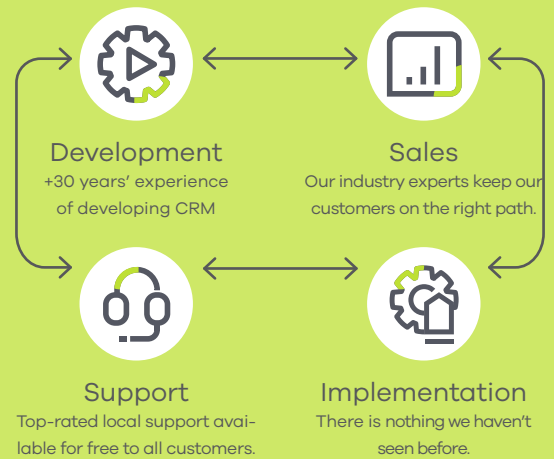 Development
+30 years’ experience
of developing CRM
Sales
Our industry experts keep our
customers on the right path.
Support
Top-rated local support avai-
lable for free to all customers.
Implementation
There is nothing we haven’t
seen before.